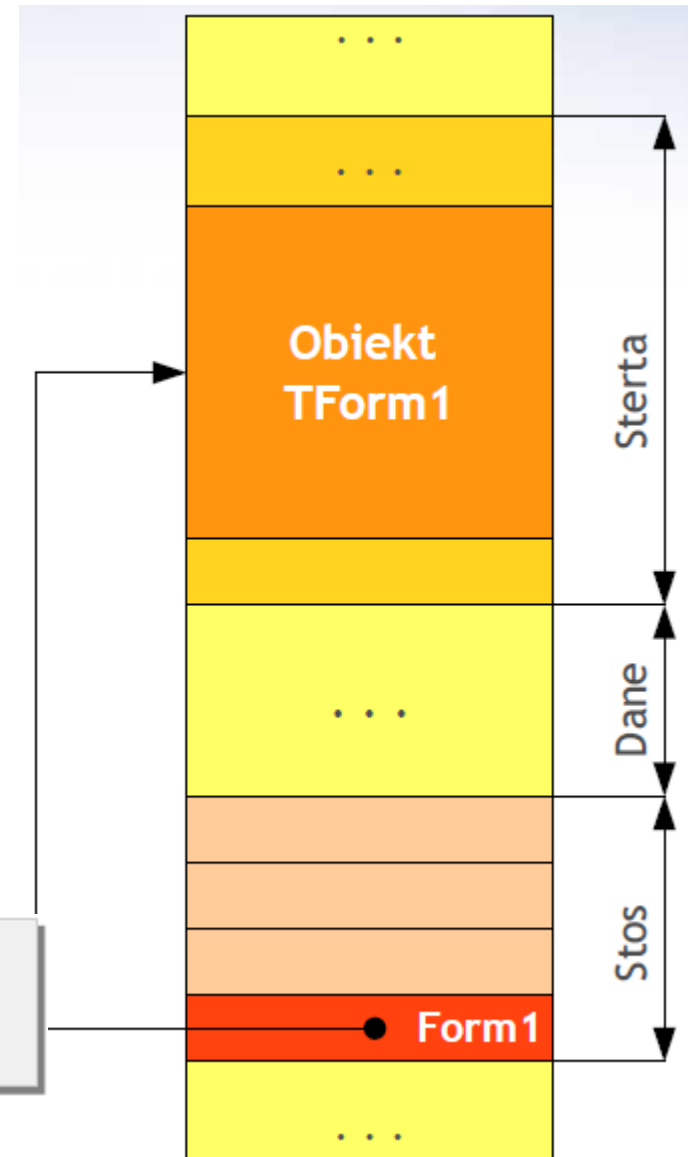 . . .
. . .
Obiekt
TForm1
Sterta
. . .
Dane
Stos
Form1
. . .